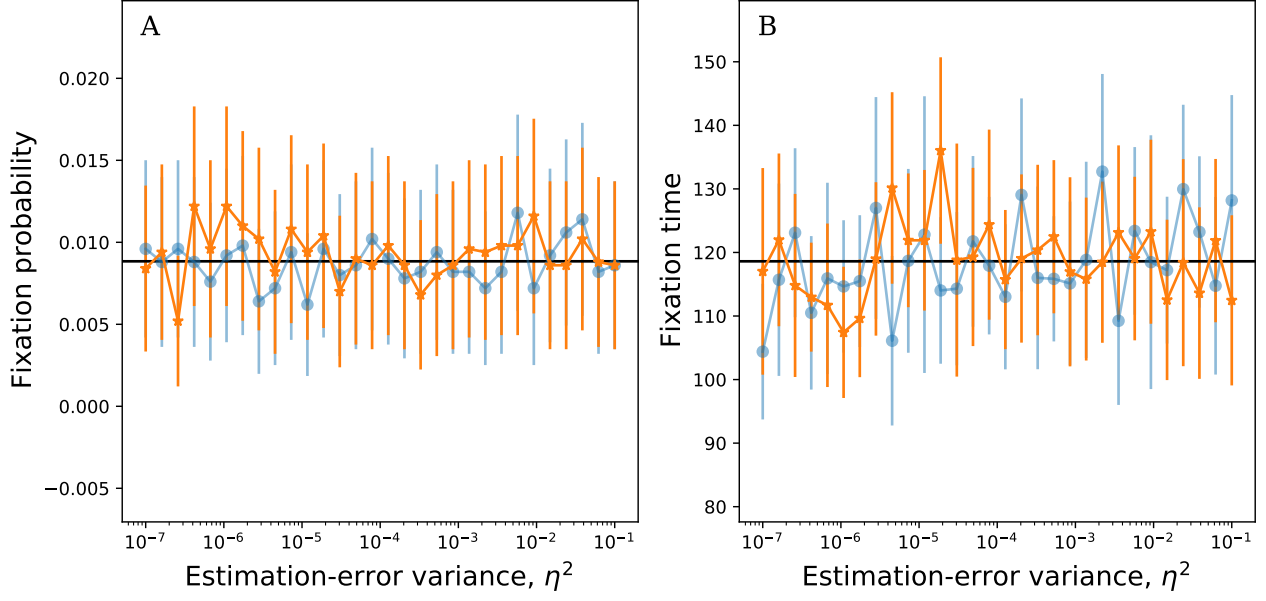 A
0.020
0.015
0.010
0.005
0.000
−0.005
Fixation probability
10⁻⁷ 10⁻⁶ 10⁻⁵ 10⁻⁴ 10⁻³ 10⁻² 10⁻¹
Estimation-error variance, η²
B
150
140
130
120
110
100
90
80
Fixation time
10⁻⁷ 10⁻⁶ 10⁻⁵ 10⁻⁴ 10⁻³ 10⁻² 10⁻¹
Estimation-error variance, η²